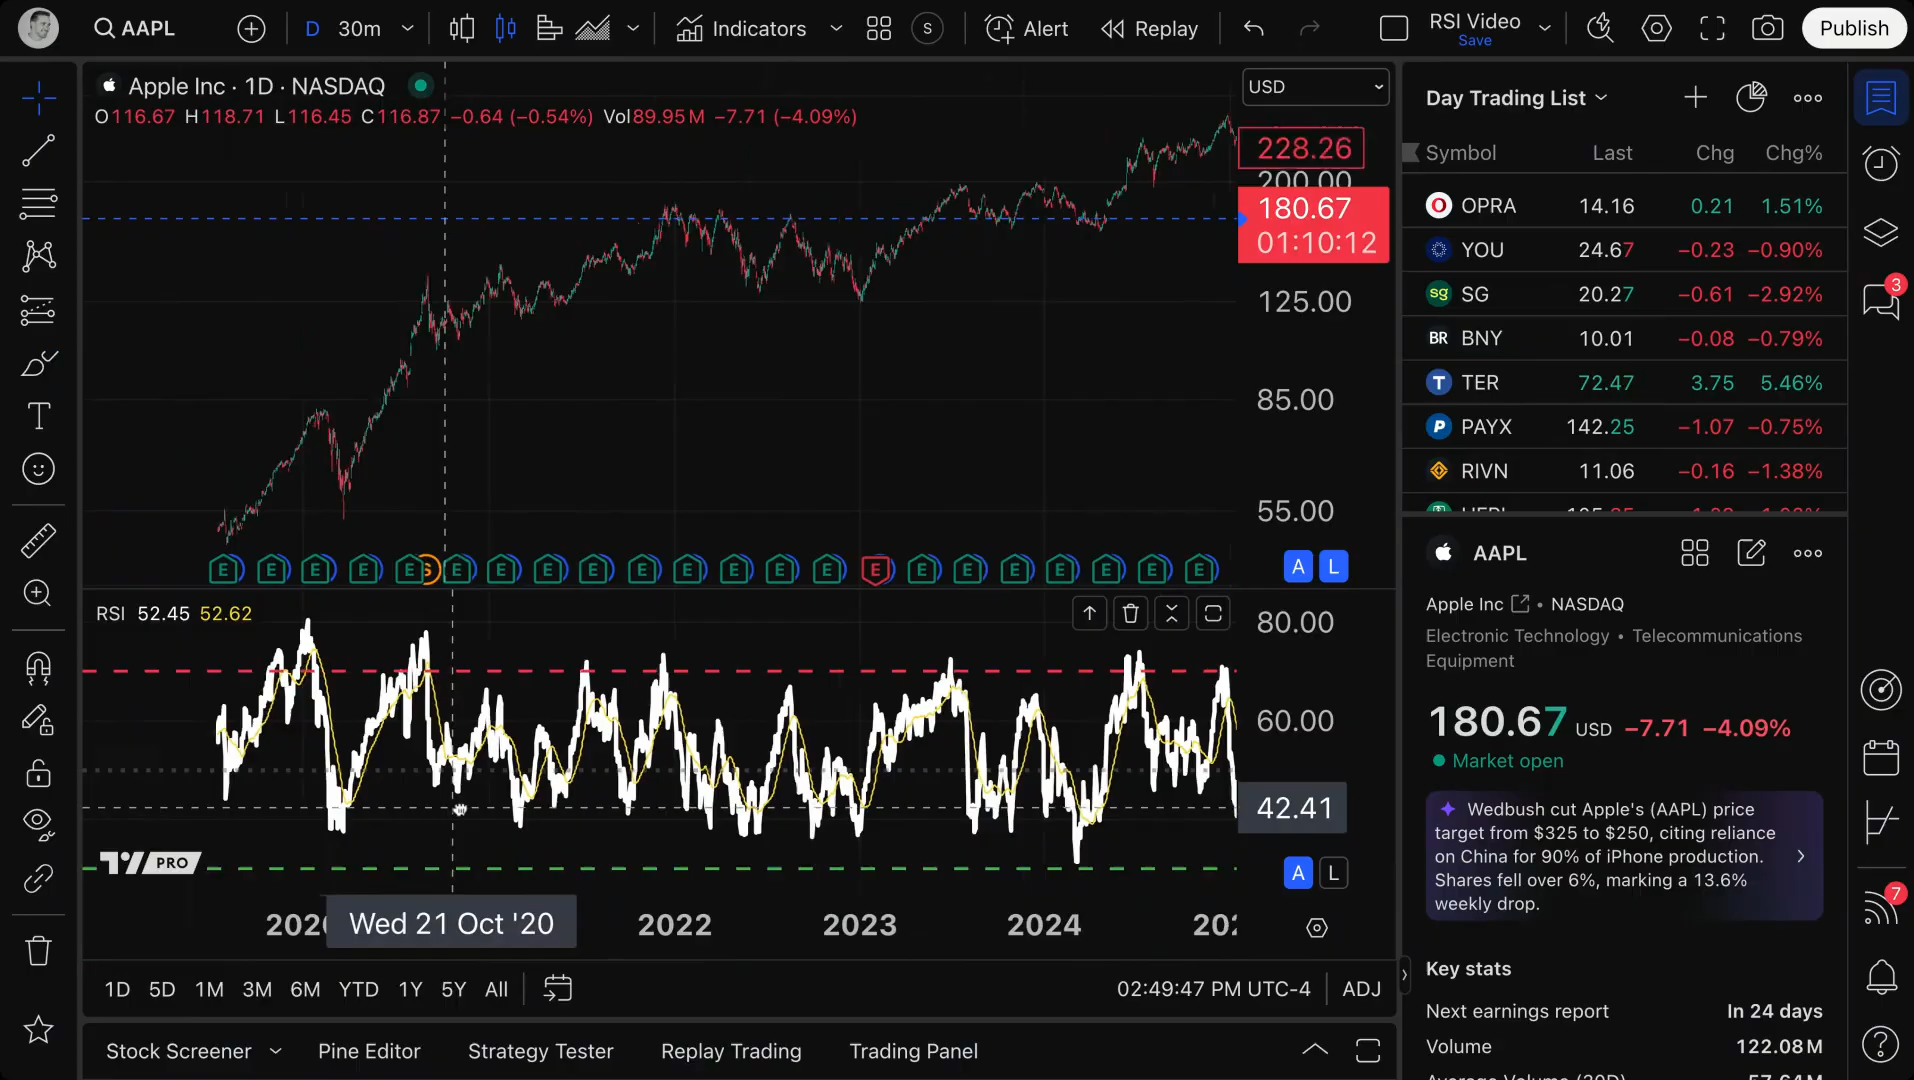 AAPL
D 30m
Indicators
S
Alert
Replay
RSI Video
Save
Publish
Apple Inc · 1D · NASDAQ
O116.67 H118.71 L116.45 C116.87 −0.64 (−0.54%) Vol89.95M −7.71 (−4.09%)
USD
228.26
200.00
180.67
01:10:12
125.00
85.00
55.00
E E E E E S E E E E E E E E E E E E E E E E E
A L
RSI 52.45 52.62
80.00
60.00
42.41
PRO
A L
Wed 21 Oct '20
2022 2023 2024
1D 5D 1M 3M 6M YTD 1Y 5Y All
02:49:47 PM UTC-4
ADJ
Stock Screener
Pine Editor
Strategy Tester
Replay Trading
Trading Panel
Day Trading List
Symbol Last Chg Chg%
OPRA 14.16 0.21 1.51%
YOU 24.67 −0.23 −0.90%
sg SG 20.27 −0.61 −2.92%
BR BNY 10.01 −0.08 −0.79%
T TER 72.47 3.75 5.46%
P PAYX 142.25 −1.07 −0.75%
RIVN 11.06 −0.16 −1.38%
AAPL
Apple Inc • NASDAQ
Electronic Technology • Telecommunications
Equipment
180.67 USD −7.71 −4.09%
Market open
Wedbush cut Apple's (AAPL) price
target from $325 to $250, citing reliance
on China for 90% of iPhone production.
Shares fell over 6%, marking a 13.6%
weekly drop.
Key stats
Next earnings report In 24 days
Volume 122.08M
3
7